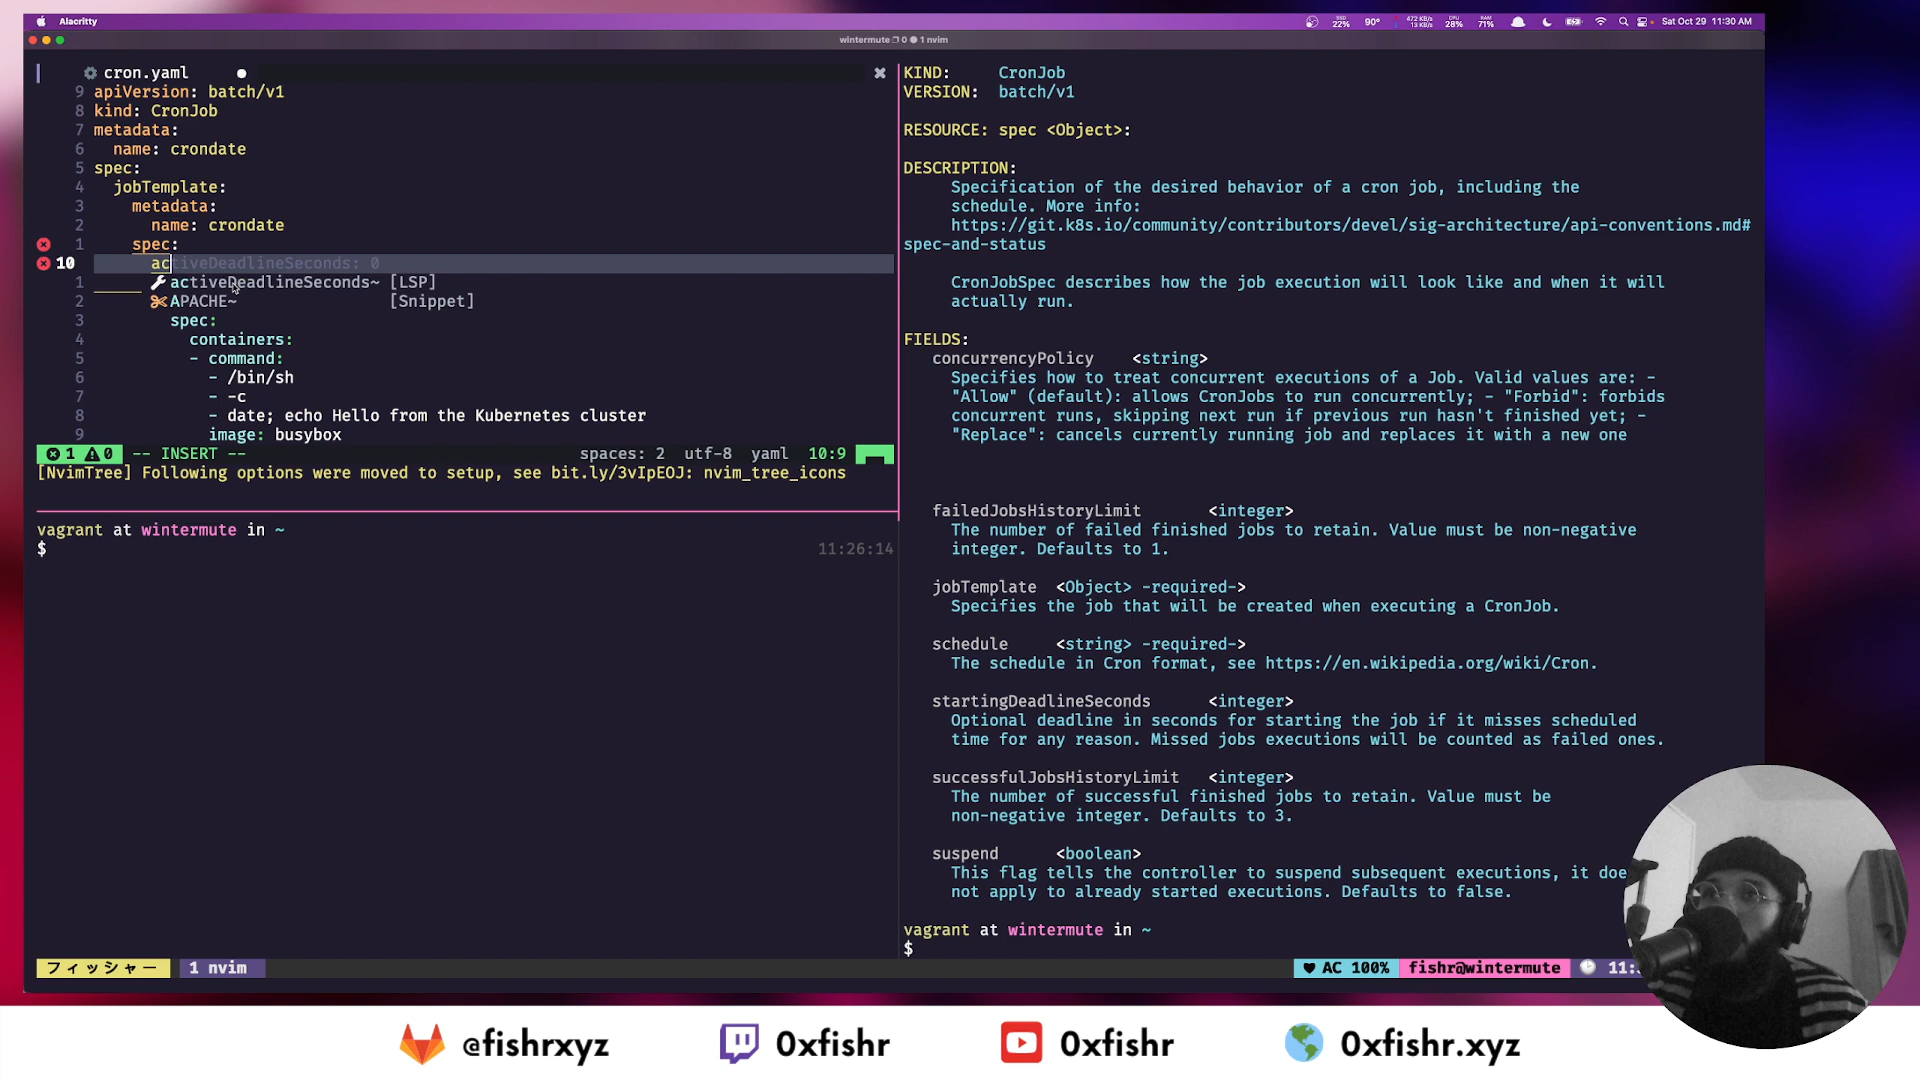 Alacritty
SSD 22% 90° 472 KB/s 13 KB/s CPU 28% RAM 71% Sat Oct 29 11:30 AM
wintermute 0 ● 1 nvim
cron.yaml ●
9 apiVersion: batch/v1
8 kind: CronJob
7 metadata:
6 name: crondate
5 spec:
4 jobTemplate:
3 metadata:
2 name: crondate
1 spec:
10 activeDeadlineSeconds: 0
1 activeDeadlineSeconds~ [LSP]
2 APACHE~ [Snippet]
3 spec:
4 containers:
5 - command:
6 - /bin/sh
7 - -c
8 - date; echo Hello from the Kubernetes cluster
9 image: busybox
1 0 -- INSERT -- spaces: 2 utf-8 yaml 10:9
[NvimTree] Following options were moved to setup, see bit.ly/3vIpEOJ: nvim_tree_icons
vagrant at wintermute in ~
$ 11:26:14
KIND: CronJob
VERSION: batch/v1
RESOURCE: spec <Object>:
DESCRIPTION:
Specification of the desired behavior of a cron job, including the
schedule. More info:
https://git.k8s.io/community/contributors/devel/sig-architecture/api-conventions.md#
spec-and-status
CronJobSpec describes how the job execution will look like and when it will
actually run.
FIELDS:
concurrencyPolicy <string>
Specifies how to treat concurrent executions of a Job. Valid values are: -
"Allow" (default): allows CronJobs to run concurrently; - "Forbid": forbids
concurrent runs, skipping next run if previous run hasn't finished yet; -
"Replace": cancels currently running job and replaces it with a new one
failedJobsHistoryLimit <integer>
The number of failed finished jobs to retain. Value must be non-negative
integer. Defaults to 1.
jobTemplate <Object> -required->
Specifies the job that will be created when executing a CronJob.
schedule <string> -required->
The schedule in Cron format, see https://en.wikipedia.org/wiki/Cron.
startingDeadlineSeconds <integer>
Optional deadline in seconds for starting the job if it misses scheduled
time for any reason. Missed jobs executions will be counted as failed ones.
successfulJobsHistoryLimit <integer>
The number of successful finished jobs to retain. Value must be
non-negative integer. Defaults to 3.
suspend <boolean>
This flag tells the controller to suspend subsequent executions, it doe
not apply to already started executions. Defaults to false.
vagrant at wintermute in ~
$
フィッシャー 1 nvim ♥ AC 100% fishr@wintermute 11:
@fishrxyz 0xfishr 0xfishr 0xfishr.xyz